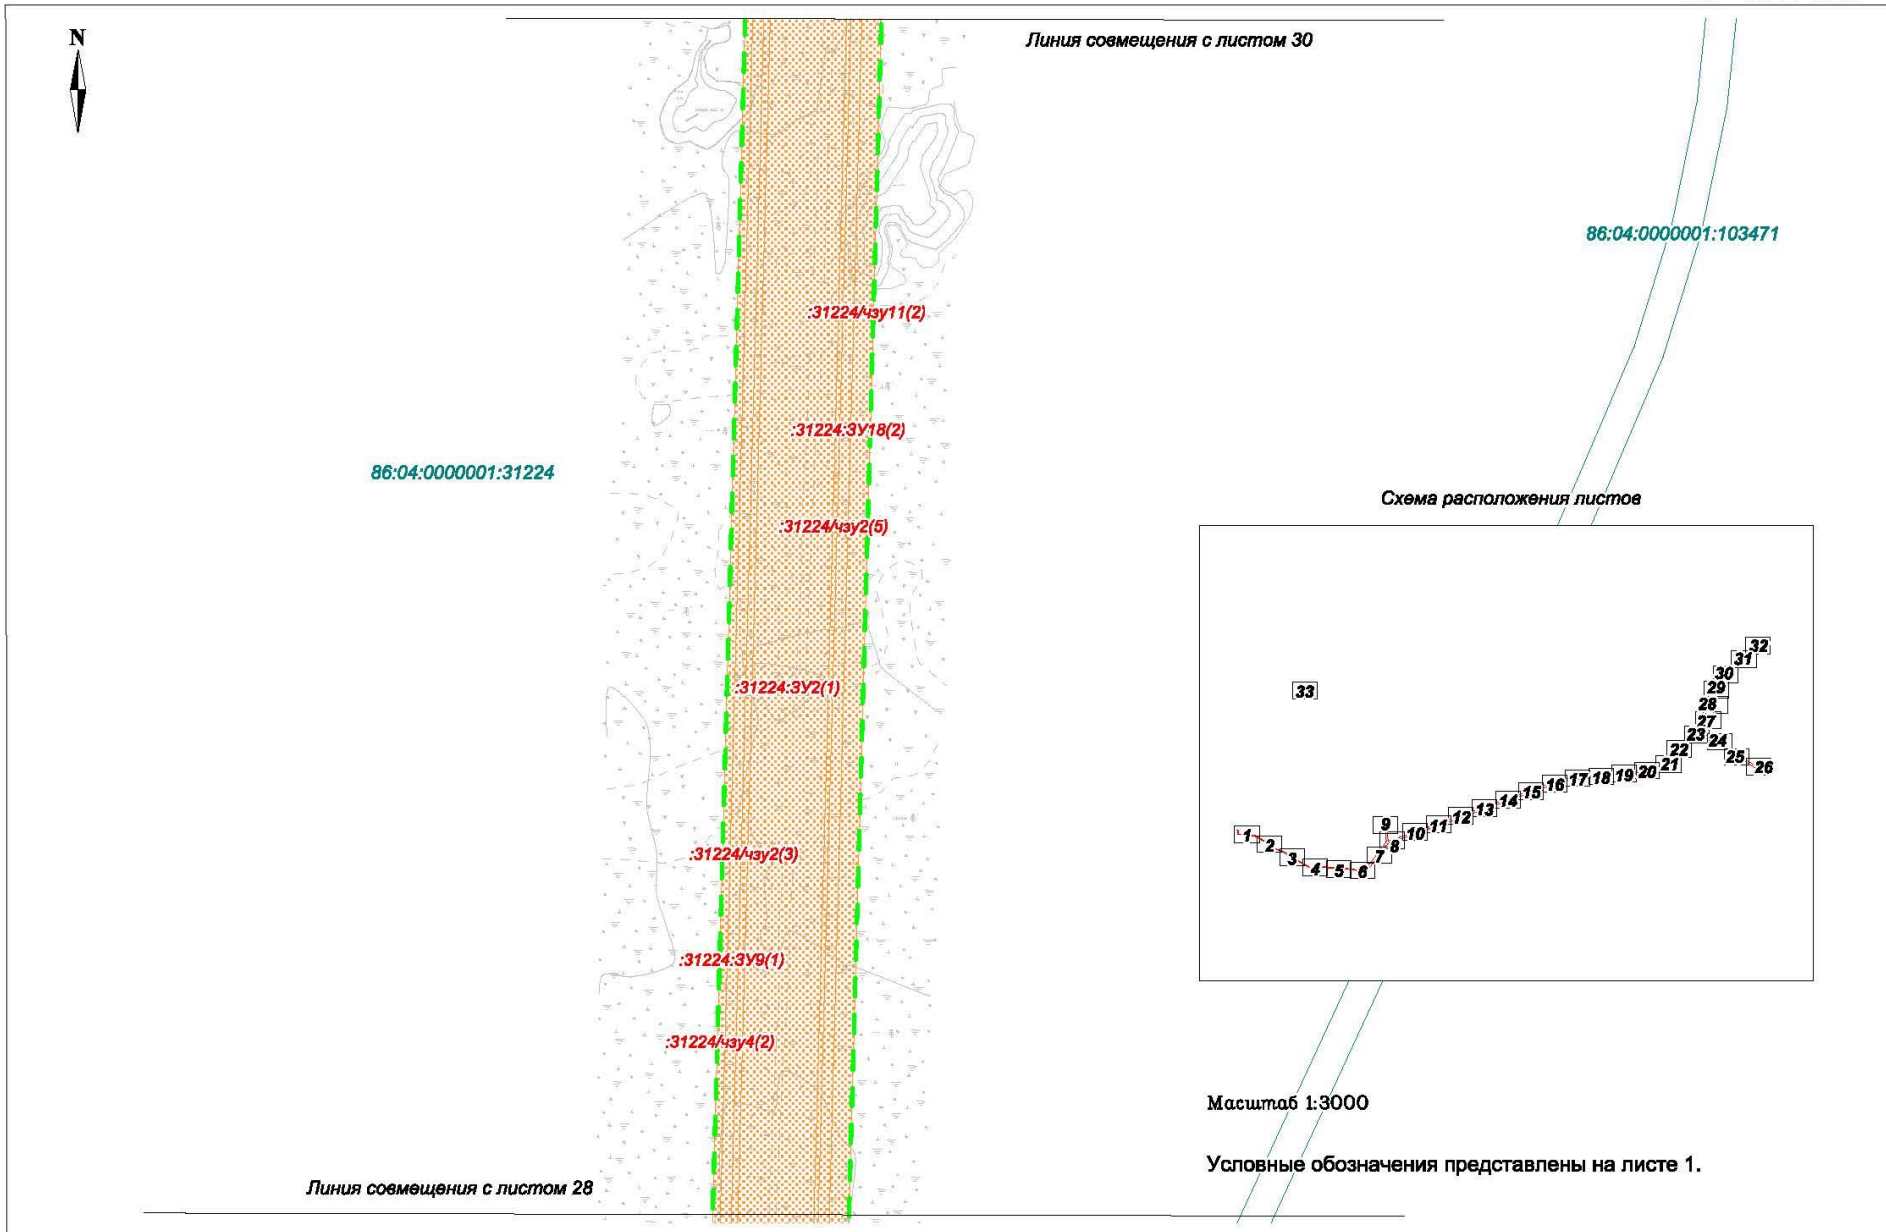 N
Линия совмещения с листом 30
86:04:0000001:103471
:31224/чзу11(2)
:31224:ЗУ18(2)
86:04:0000001:31224
Схема расположения листов
:31224/чзу2(5)
:31224:ЗУ2(1)
:31224/чзу2(3)
:31224:ЗУ9(1)
:31224/чзу4(2)
32
31
30
33
29
28
27
23
24
22
25
21
26
20
19
18
17
16
15
14
13
12
11
9
10
1
8
2
7
3
4
5
6
Масштаб 1:3000
Условные обозначения представлены на листе 1.
Линия совмещения с листом 28